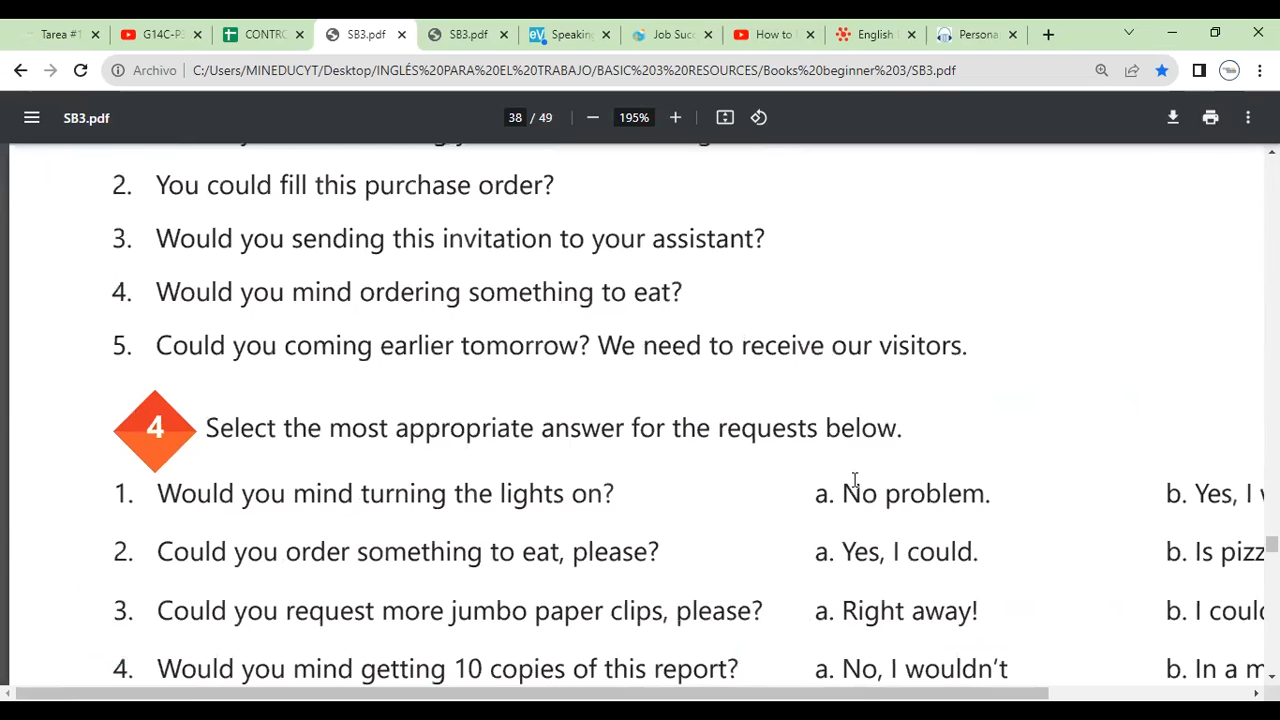 Tarea #1
G14C-P
CONTRC
SB3.pdf
SB3.pdf
eV
Speaking
Job Suc
How to
English
Persona
Archivo
C:/Users/MINEDUCYT/Desktop/INGLÉS%20PARA%20EL%20TRABAJO/BASIC%203%20RESOURCES/Books%20beginner%203/SB3.pdf
SB3.pdf
38 / 49
195%
2. You could fill this purchase order?
3. Would you sending this invitation to your assistant?
4. Would you mind ordering something to eat?
5. Could you coming earlier tomorrow? We need to receive our visitors.
4 Select the most appropriate answer for the requests below.
1. Would you mind turning the lights on? a. No problem. b. Yes, I
2. Could you order something to eat, please? a. Yes, I could. b. Is pizz
3. Could you request more jumbo paper clips, please? a. Right away! b. I coul
4. Would you mind getting 10 copies of this report? a. No, I wouldn't b. In a m